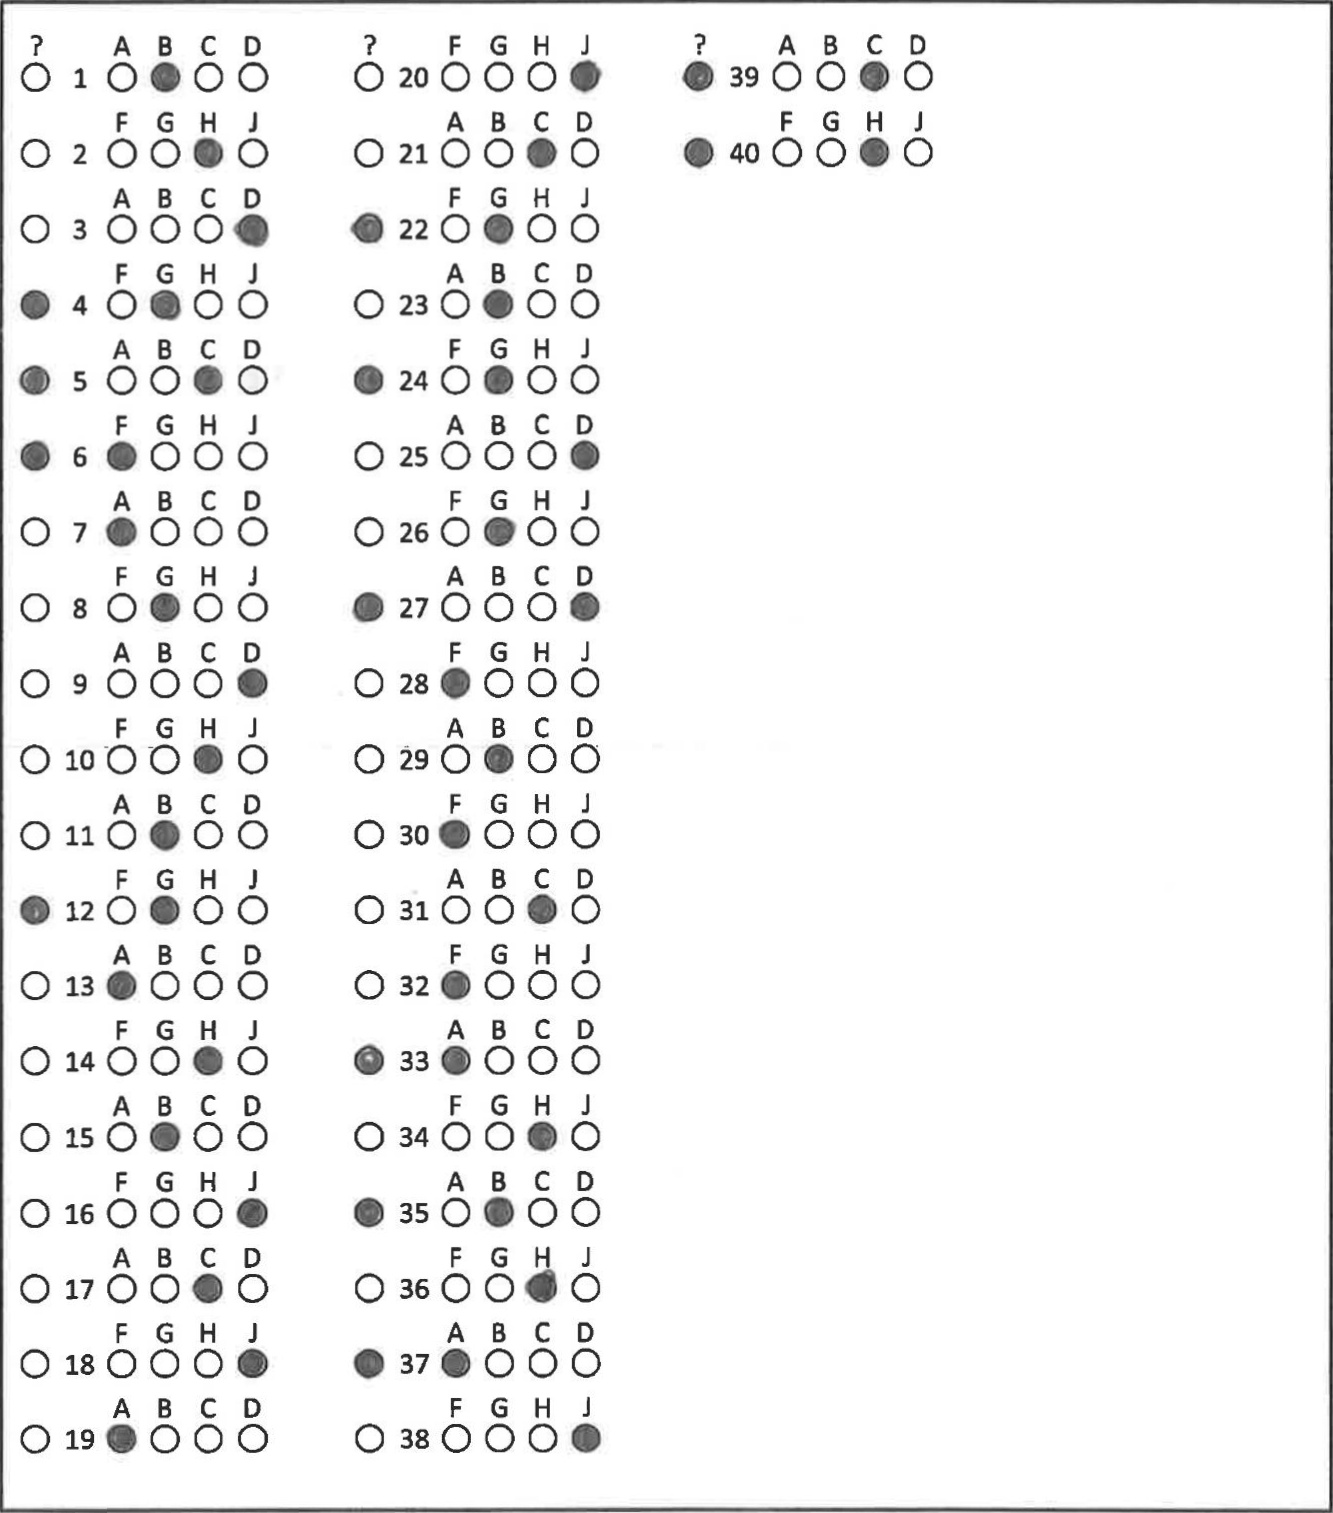 ? A B C D
1
F G H J
2
A B C D
3
F G H J
4
A B C D
5
F G H J
6
A B C D
7
F G H J
8
A B C D
9
F G H J
10
A B C D
11
F G H J
12
A B C D
13
F G H J
14
A B C D
15
F G H J
16
A B C D
17
F G H J
18
A B C D
19
? F G H J
20
A B C D
21
F G H J
22
A B C D
23
F G H J
24
A B C D
25
F G H J
26
A B C D
27
F G H J
28
A B C D
29
F G H J
30
A B C D
31
F G H J
32
A B C D
33
F G H J
34
A B C D
35
F G H J
36
A B C D
37
F G H J
38
? A B C D
39
F G H J
40